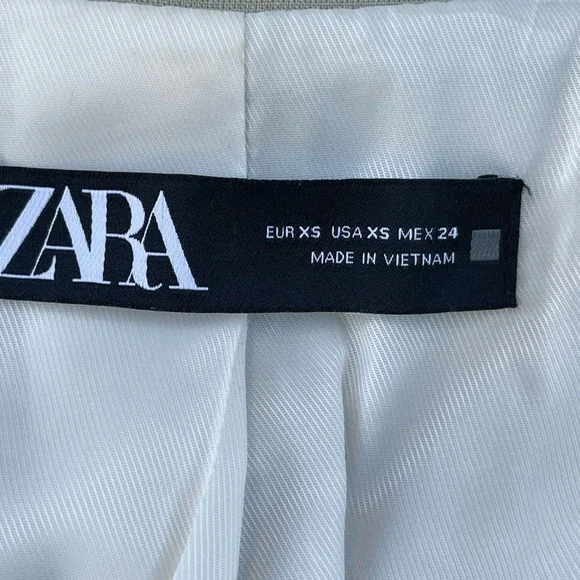 ZARA
EUR XS USA XS MEX 24
MADE IN VIETNAM